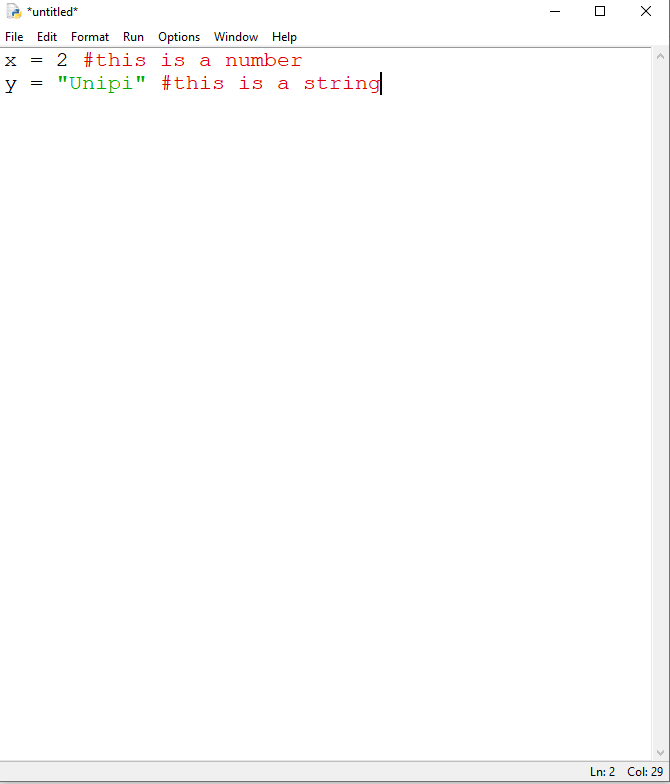 *untitled*
File Edit Format Run Options Window Help
x = 2 #this is a number
y = "Unipi" #this is a string
Ln: 2 Col: 29